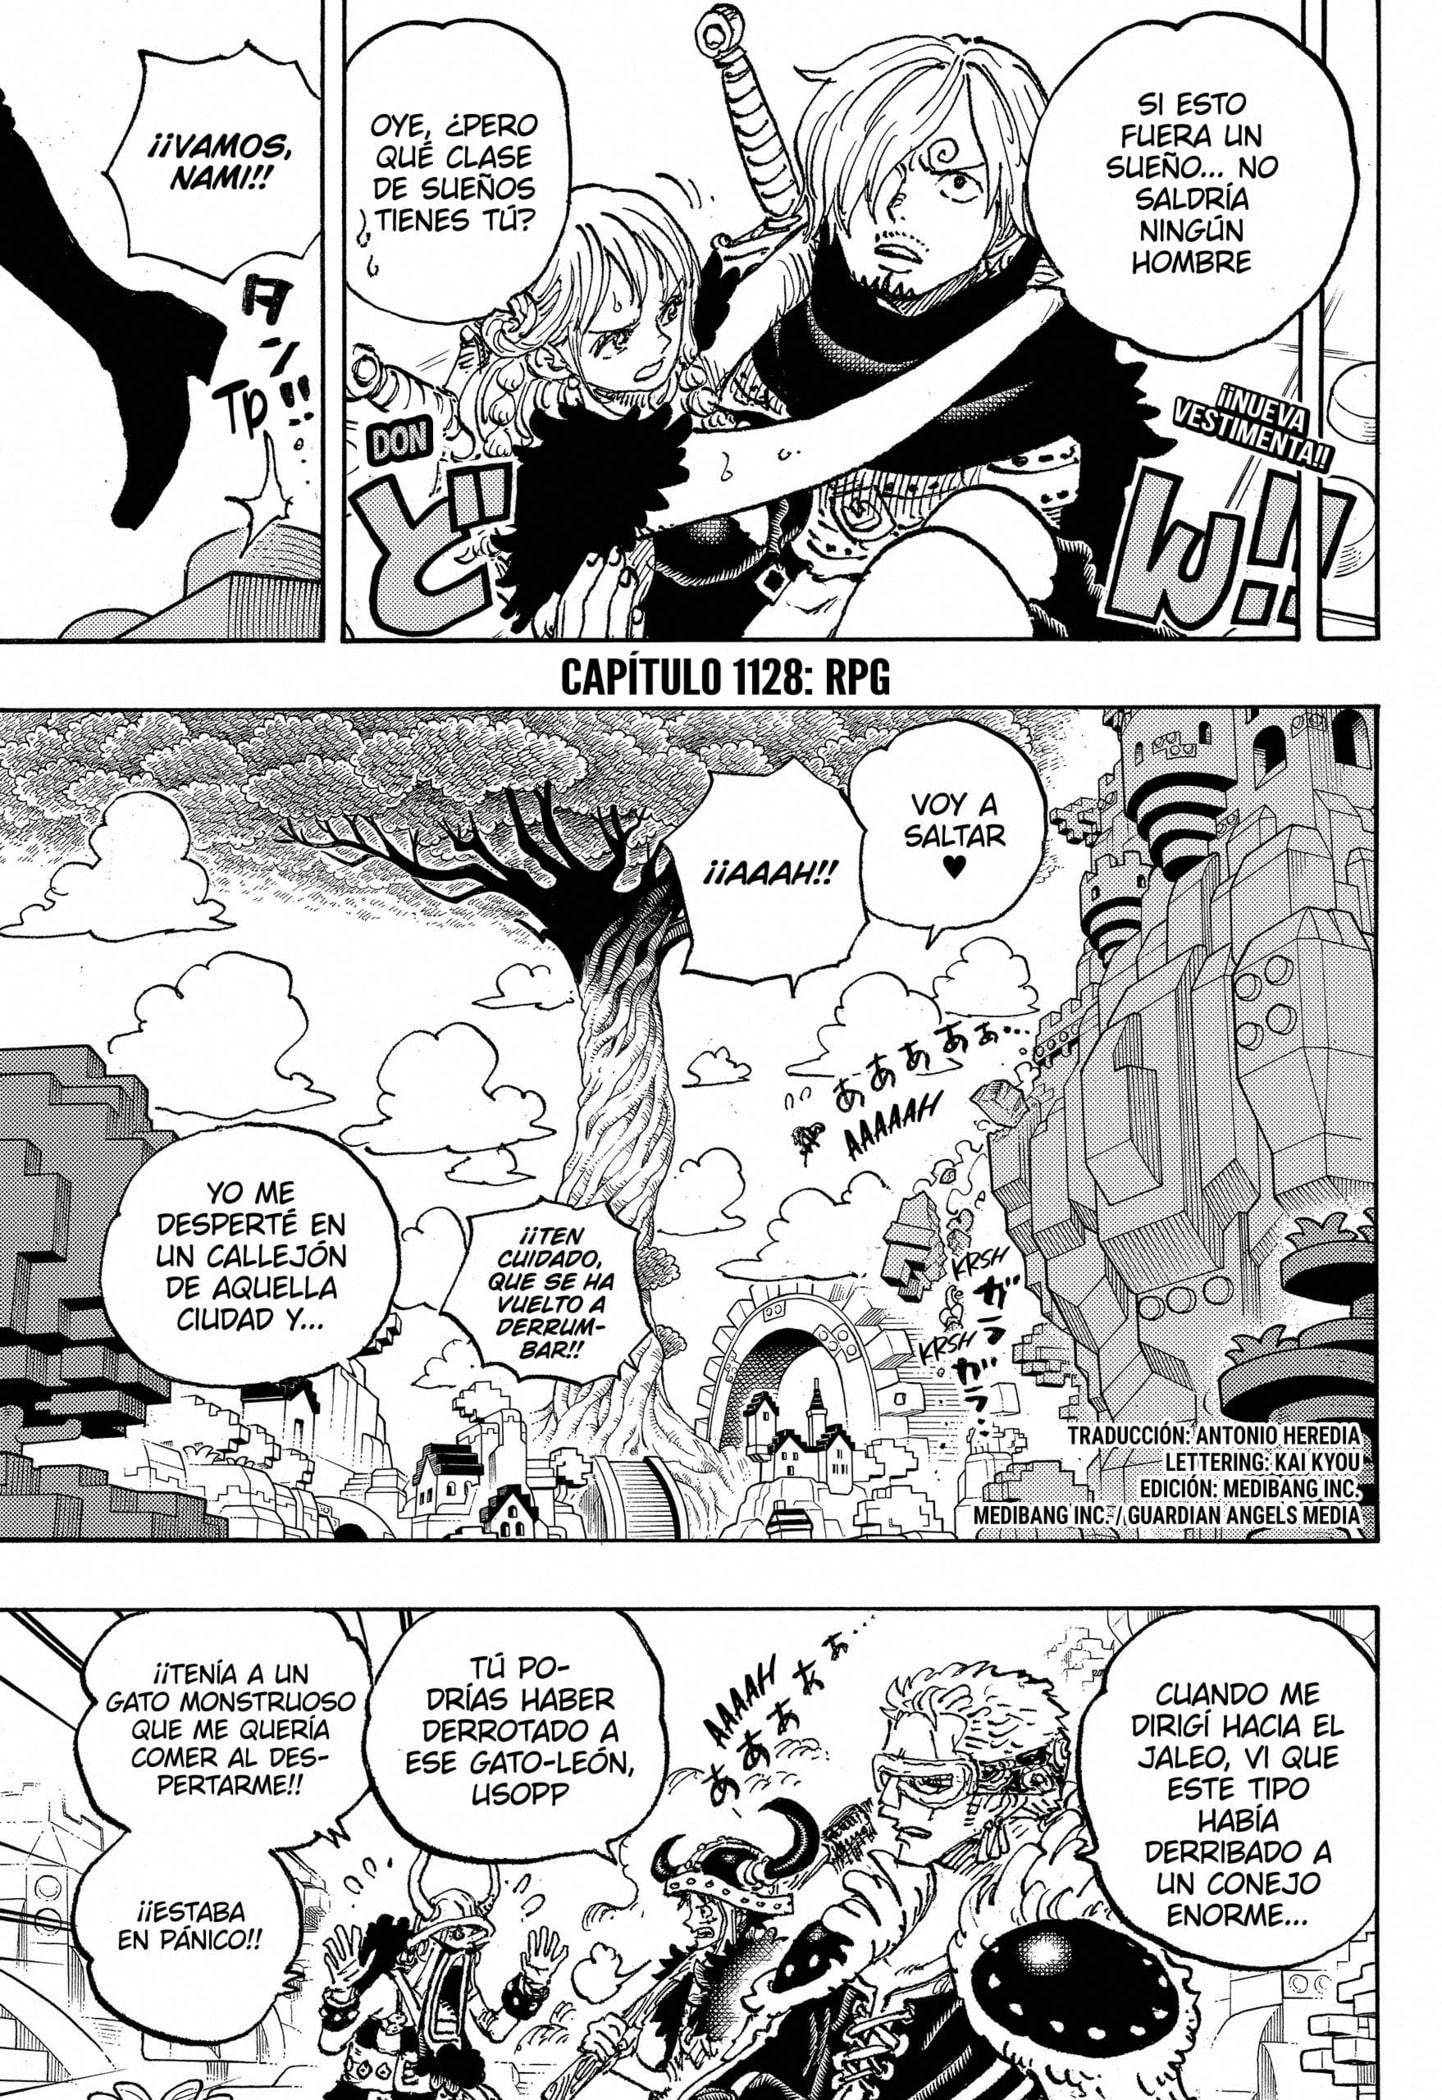 SI ESTO
FUERA UN
SUEÑO... NO
SALDRÍA
NINGÚN
HOMBRE
OYE, ¿PERO
QUÉ CLASE
DE SUEÑOS
TIENES TÚ?
¡¡NUEVA
VESTIMENTA!!
DON
どん!!
¡¡VAMOS,
NAMI!!
タンッ!!
TP
CAPÍTULO 1128: RPG
VOY A
SALTAR
♥
¡¡AAAH!!
あああぁぁ...
AAAAAH
¡¡TEN
CUIDADO,
QUE SE HA
VUELTO A
DERRUM-
BAR!!
KRSH
ガラ
KRSH
ガラ...
YO ME
DESPERTÉ EN
UN CALLEJÓN
DE AQUELLA
CIUDAD Y...
TRADUCCIÓN: ANTONIO HEREDIA
LETTERING: KAI KYOU
EDICIÓN: MEDIBANG INC.
MEDIBANG INC. / GUARDIAN ANGELS MEDIA
CUANDO ME
DIRIGÍ HACIA EL
JALEO, VI QUE
ESTE TIPO
HABÍA
DERRIBADO A
UN CONEJO
ENORME...
AAAAH
ああああぁ...
TÚ PO-
DRÍAS HABER
DERROTADO A
ESE GATO-LEÓN,
USOPP
¡¡TENÍA A UN
GATO MONSTRUOSO
QUE ME QUERÍA
COMER AL DES-
PERTARME!!
¡¡ESTABA
EN PÁNICO!!